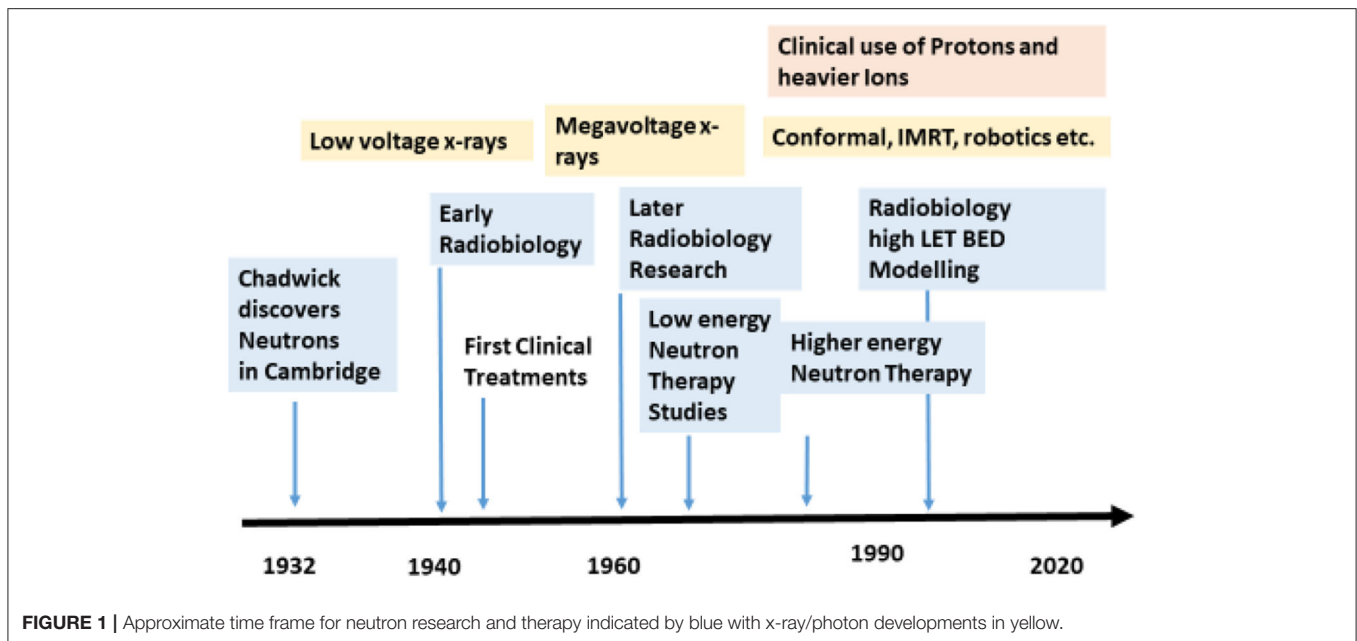 Clinical use of Protons and
heavier Ions
Low voltage x-rays
Megavoltage x-
rays
Conformal, IMRT, robotics etc.
Early
Radiobiology
Later
Radiobiology
Research
Radiobiology
high LET BED
Modelling
Chadwick
discovers
Neutrons
in Cambridge
First Clinical
Treatments
Low energy
Neutron
Therapy
Studies
Higher energy
Neutron Therapy
1932
1940
1960
1990
2020
FIGURE 1 | Approximate time frame for neutron research and therapy indicated by blue with x-ray/photon developments in yellow.